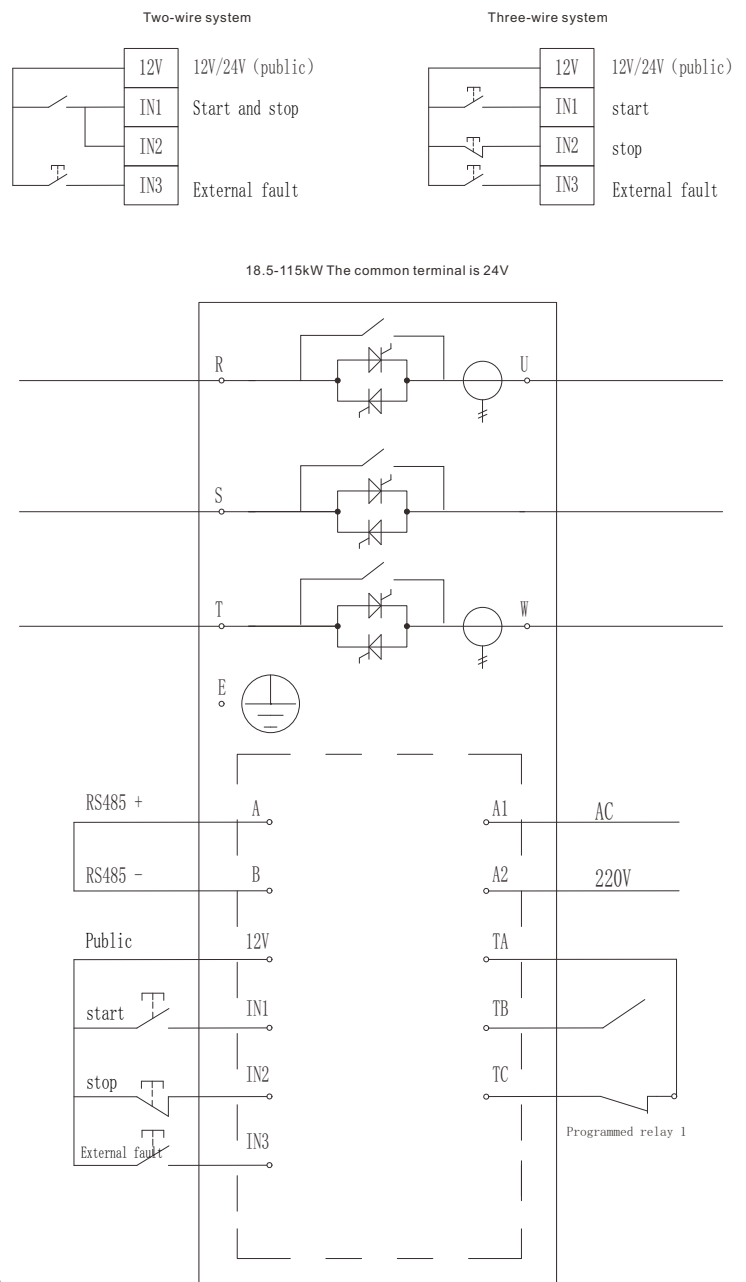 Two-wire system
Three-wire system
12V 12V/24V (public)
IN1 Start and stop
IN2
IN3 External fault
12V 12V/24V (public)
IN1 start
IN2 stop
IN3 External fault
18.5-115kW The common terminal is 24V
R U
S
T W
E
RS485 + A A1 AC
RS485 - B A2 220V
Public 12V TA
start IN1 TB
stop IN2 TC
External fault IN3 Programmed relay 1